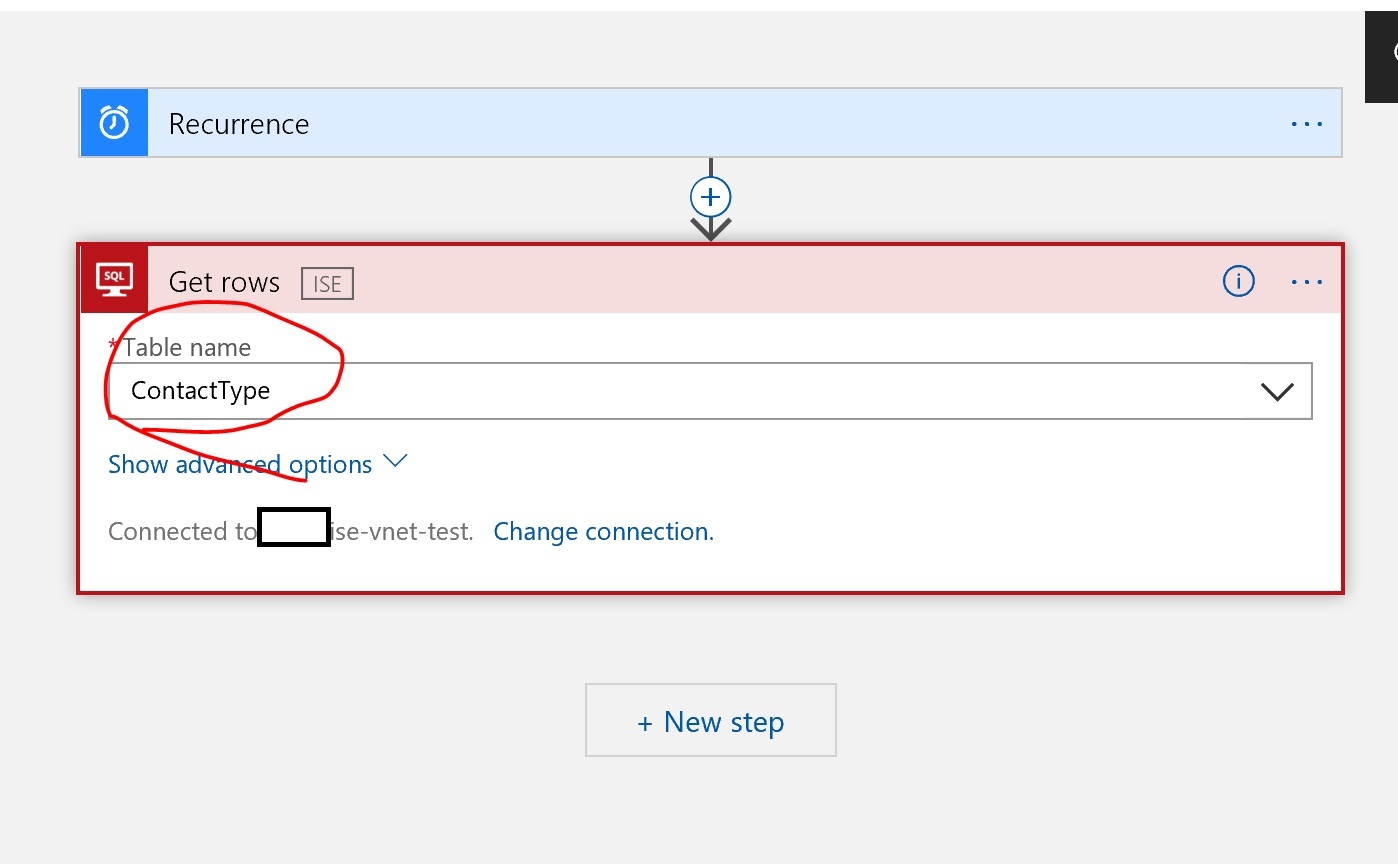 Recurrence
SQL
Get rows ISE
* Table name
ContactType
Show advanced options
Connected to ise-vnet-test. Change connection.
+ New step